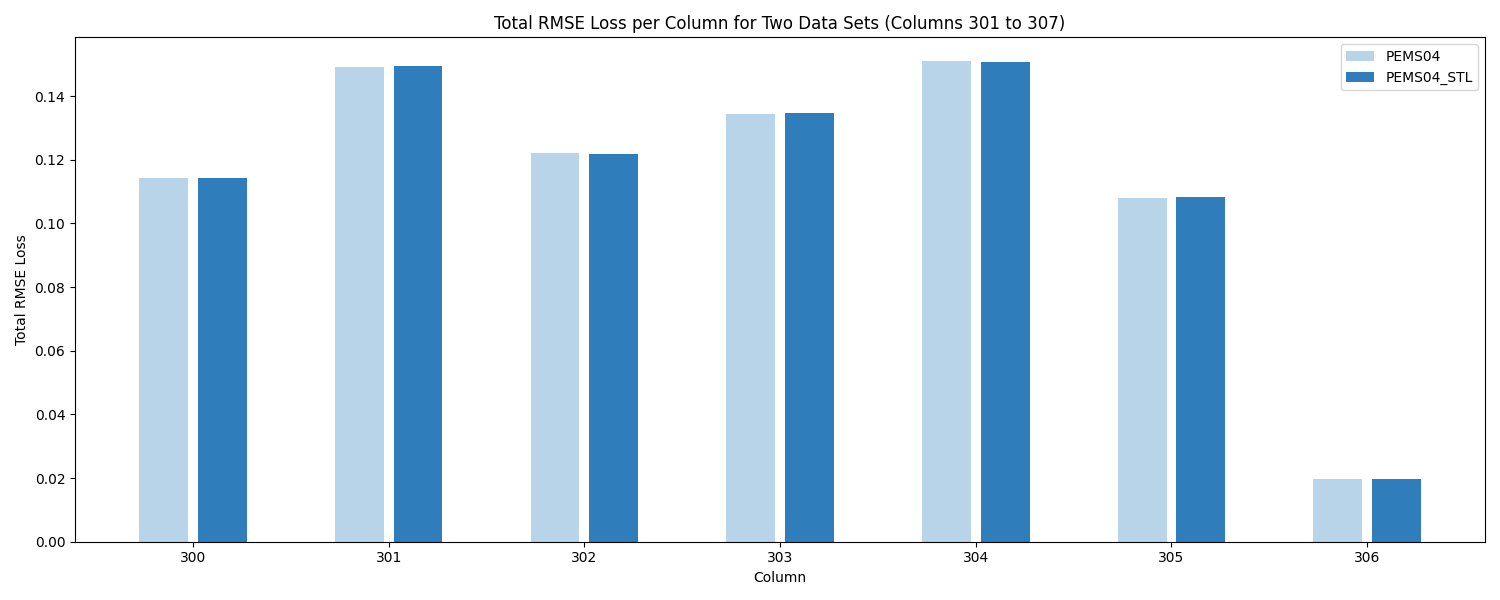 Total RMSE Loss per Column for Two Data Sets (Columns 301 to 307)
PEMS04
PEMS04_STL
Total RMSE Loss
0.14
0.12
0.10
0.08
0.06
0.04
0.02
0.00
300 301 302 303 304 305 306
Column